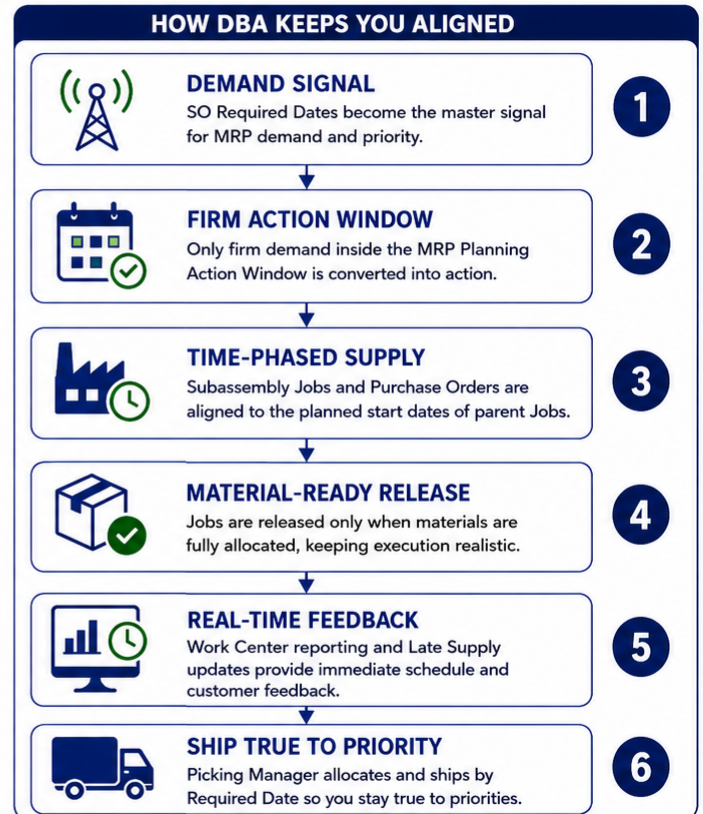 HOW DBA KEEPS YOU ALIGNED
DEMAND SIGNAL
SO Required Dates become the master signal
for MRP demand and priority.
1
FIRM ACTION WINDOW
Only firm demand inside the MRP Planning
Action Window is converted into action.
2
TIME-PHASED SUPPLY
Subassembly Jobs and Purchase Orders are
aligned to the planned start dates of parent Jobs.
3
MATERIAL-READY RELEASE
Jobs are released only when materials are
fully allocated, keeping execution realistic.
4
REAL-TIME FEEDBACK
Work Center reporting and Late Supply
updates provide immediate schedule and
customer feedback.
5
SHIP TRUE TO PRIORITY
Picking Manager allocates and ships by
Required Date so you stay true to priorities.
6